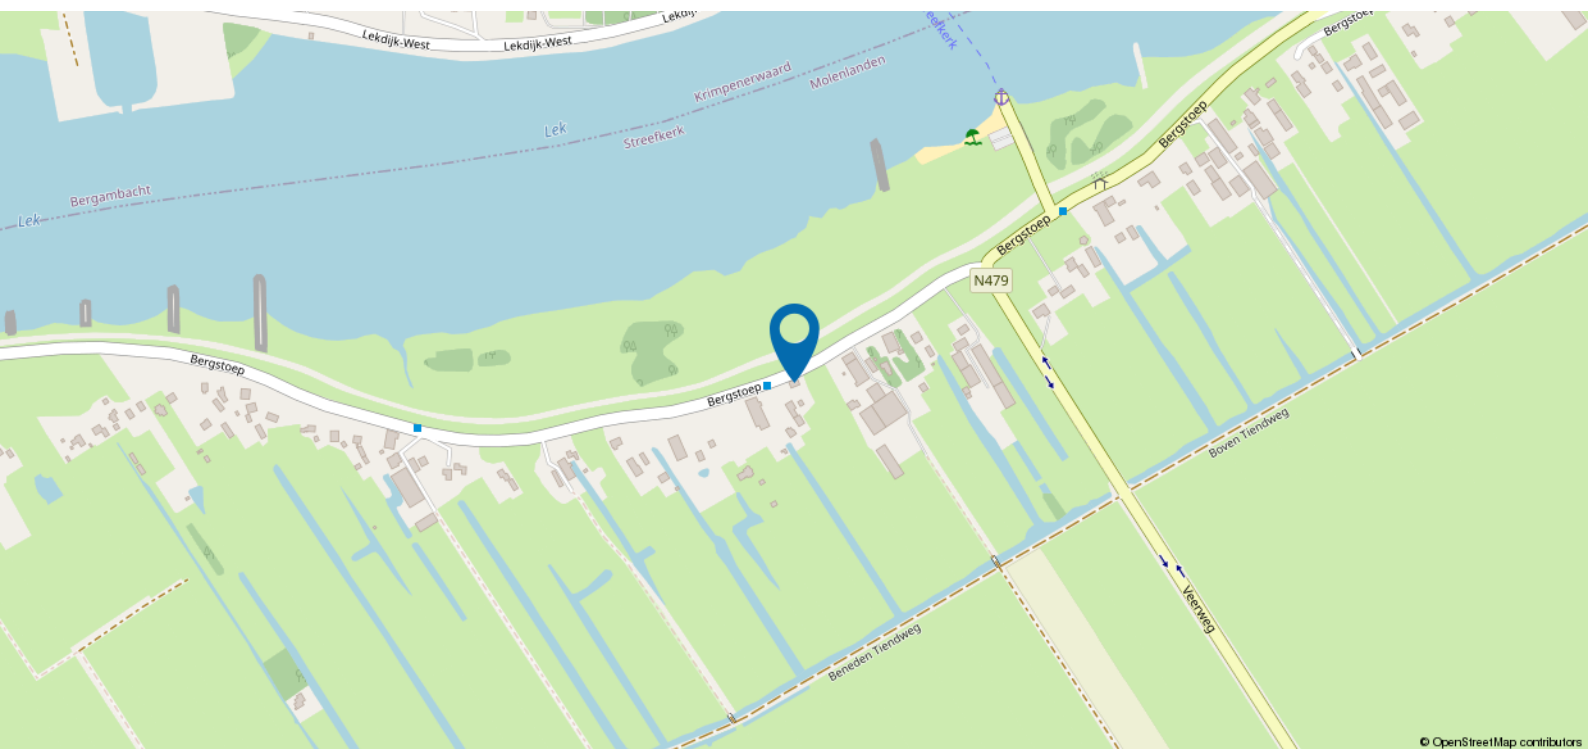 Lekdijk-West
Lekdijk-West
Krimpenerwaard
Molenlanden
Lek
Streefkerk
Bergambacht
Lek
Bergstoep
Bergstoep
Bergstoep
N479
Bergstoep
Bergstoep
Boven Tiendweg
Veerweg
Beneden Tiendweg
© OpenStreetMap contributors